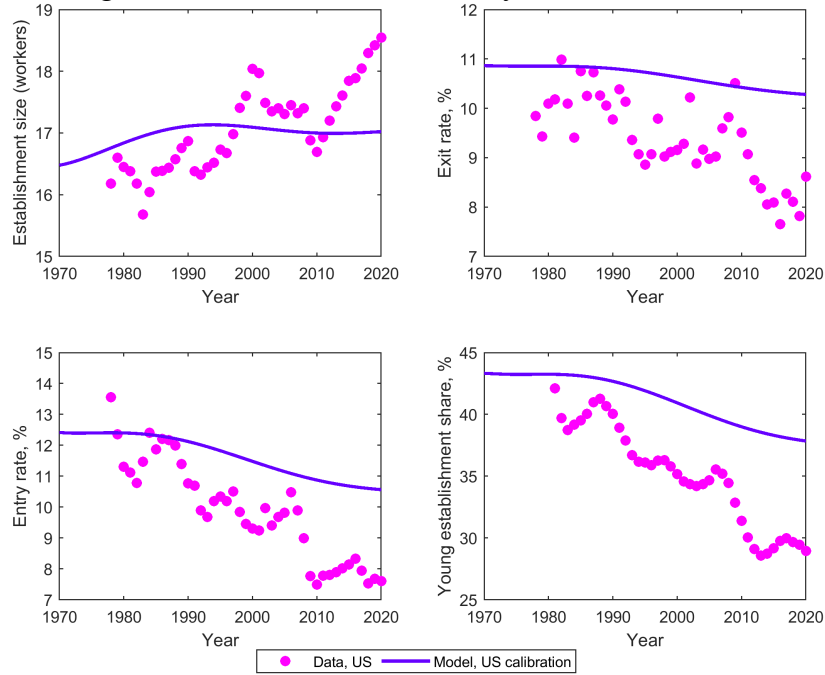 19
18
17
16
15
Establishment size (workers)
1970 1980 1990 2000 2010 2020
Year
12
11
10
9
8
7
Exit rate, %
1970 1980 1990 2000 2010 2020
Year
15
14
13
12
11
10
9
8
7
Entry rate, %
1970 1980 1990 2000 2010 2020
Year
45
40
35
30
25
Young establishment share, %
1970 1980 1990 2000 2010 2020
Year
Data, US Model, US calibration